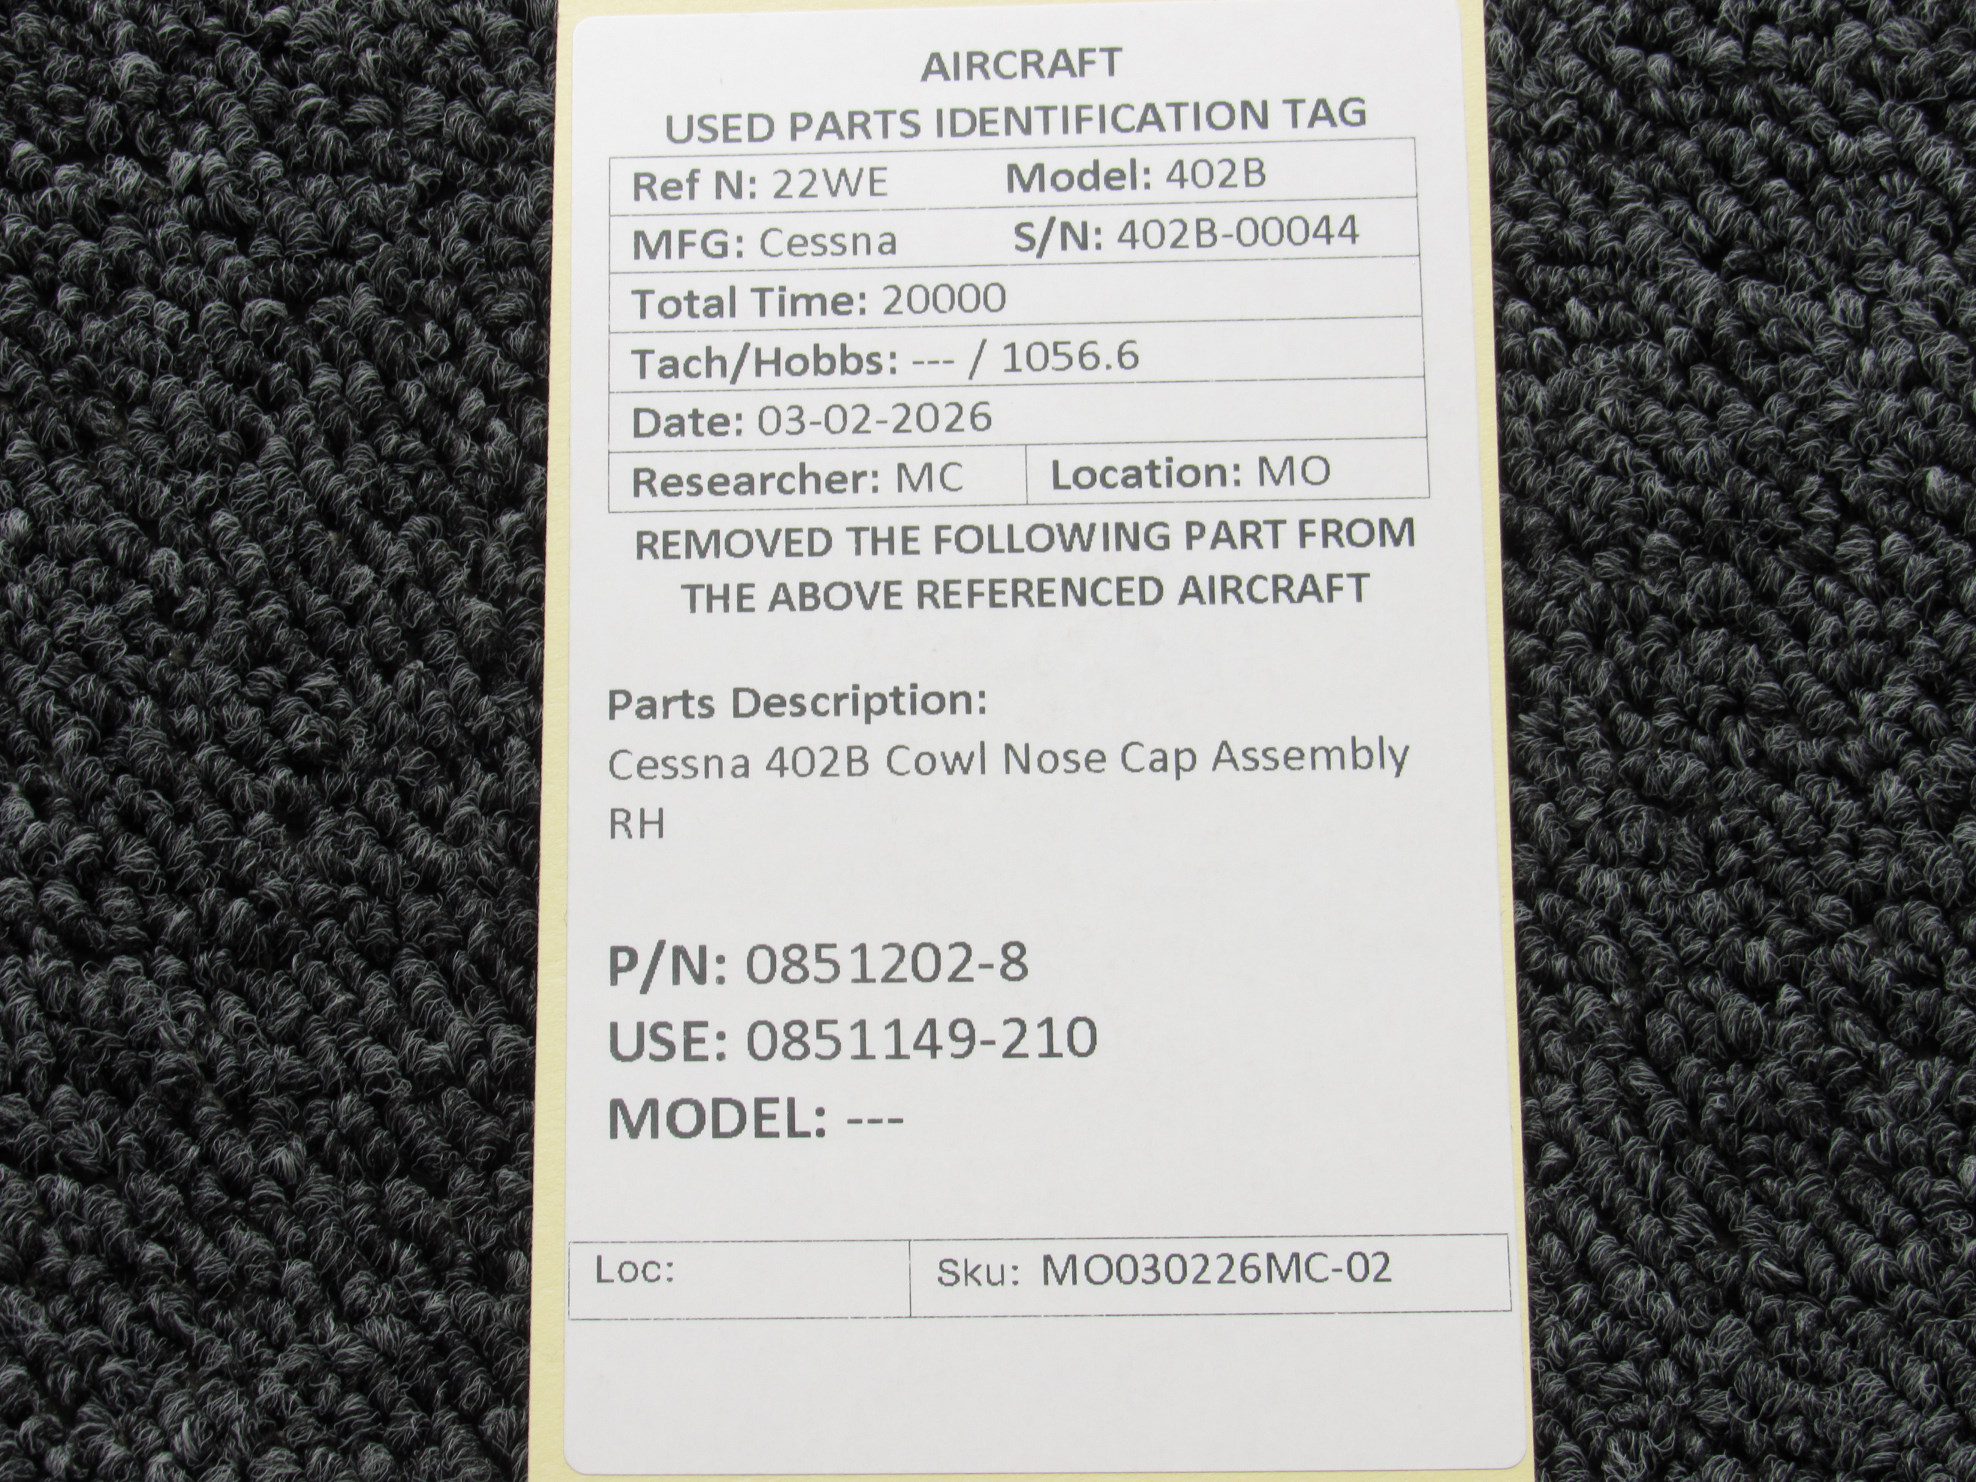 AIRCRAFT
USED PARTS IDENTIFICATION TAG
Ref N: 22WE Model: 402B
MFG: Cessna S/N: 402B-00044
Total Time: 20000
Tach/Hobbs: --- / 1056.6
Date: 03-02-2026
Researcher: MC Location: MO
REMOVED THE FOLLOWING PART FROM
THE ABOVE REFERENCED AIRCRAFT
Parts Description:
Cessna 402B Cowl Nose Cap Assembly
RH
P/N: 0851202-8
USE: 0851149-210
MODEL: ---
Loc: Sku: MO030226MC-02